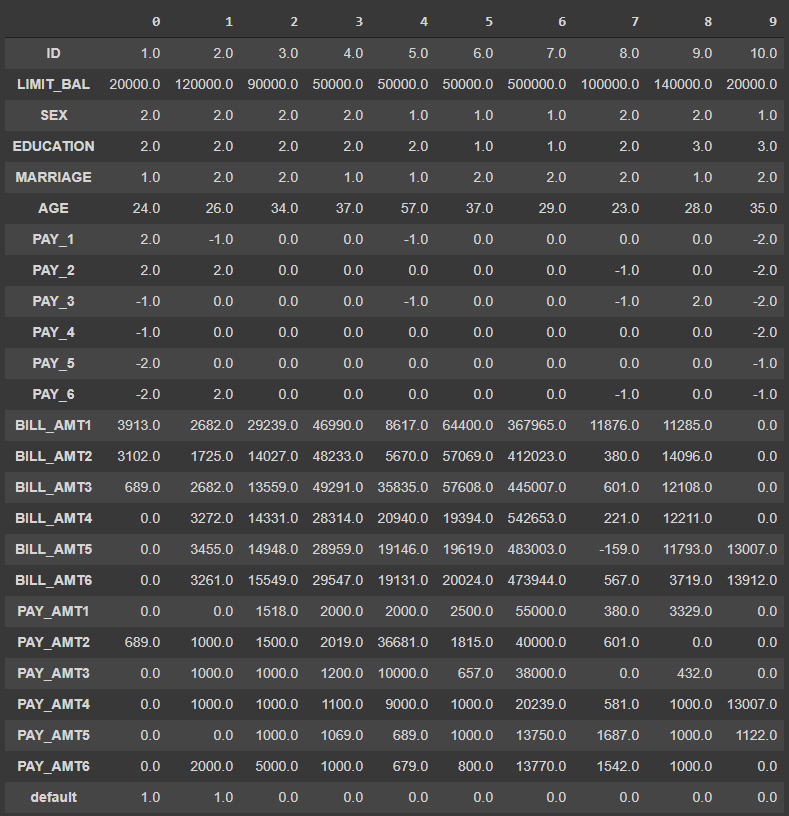 0 1 2 3 4 5 6 7 8 9
ID 1.0 2.0 3.0 4.0 5.0 6.0 7.0 8.0 9.0 10.0
LIMIT_BAL 20000.0 120000.0 90000.0 50000.0 50000.0 50000.0 500000.0 100000.0 140000.0 20000.0
SEX 2.0 2.0 2.0 2.0 1.0 1.0 1.0 2.0 2.0 1.0
EDUCATION 2.0 2.0 2.0 2.0 2.0 1.0 1.0 2.0 3.0 3.0
MARRIAGE 1.0 2.0 2.0 1.0 1.0 2.0 2.0 2.0 1.0 2.0
AGE 24.0 26.0 34.0 37.0 57.0 37.0 29.0 23.0 28.0 35.0
PAY_1 2.0 -1.0 0.0 0.0 -1.0 0.0 0.0 0.0 0.0 -2.0
PAY_2 2.0 2.0 0.0 0.0 0.0 0.0 0.0 -1.0 0.0 -2.0
PAY_3 -1.0 0.0 0.0 0.0 -1.0 0.0 0.0 -1.0 2.0 -2.0
PAY_4 -1.0 0.0 0.0 0.0 0.0 0.0 0.0 0.0 0.0 -2.0
PAY_5 -2.0 0.0 0.0 0.0 0.0 0.0 0.0 0.0 0.0 -1.0
PAY_6 -2.0 2.0 0.0 0.0 0.0 0.0 0.0 -1.0 0.0 -1.0
BILL_AMT1 3913.0 2682.0 29239.0 46990.0 8617.0 64400.0 367965.0 11876.0 11285.0 0.0
BILL_AMT2 3102.0 1725.0 14027.0 48233.0 5670.0 57069.0 412023.0 380.0 14096.0 0.0
BILL_AMT3 689.0 2682.0 13559.0 49291.0 35835.0 57608.0 445007.0 601.0 12108.0 0.0
BILL_AMT4 0.0 3272.0 14331.0 28314.0 20940.0 19394.0 542653.0 221.0 12211.0 0.0
BILL_AMT5 0.0 3455.0 14948.0 28959.0 19146.0 19619.0 483003.0 -159.0 11793.0 13007.0
BILL_AMT6 0.0 3261.0 15549.0 29547.0 19131.0 20024.0 473944.0 567.0 3719.0 13912.0
PAY_AMT1 0.0 0.0 1518.0 2000.0 2000.0 2500.0 55000.0 380.0 3329.0 0.0
PAY_AMT2 689.0 1000.0 1500.0 2019.0 36681.0 1815.0 40000.0 601.0 0.0 0.0
PAY_AMT3 0.0 1000.0 1000.0 1200.0 10000.0 657.0 38000.0 0.0 432.0 0.0
PAY_AMT4 0.0 1000.0 1000.0 1100.0 9000.0 1000.0 20239.0 581.0 1000.0 13007.0
PAY_AMT5 0.0 0.0 1000.0 1069.0 689.0 1000.0 13750.0 1687.0 1000.0 1122.0
PAY_AMT6 0.0 2000.0 5000.0 1000.0 679.0 800.0 13770.0 1542.0 1000.0 0.0
default 1.0 1.0 0.0 0.0 0.0 0.0 0.0 0.0 0.0 0.0